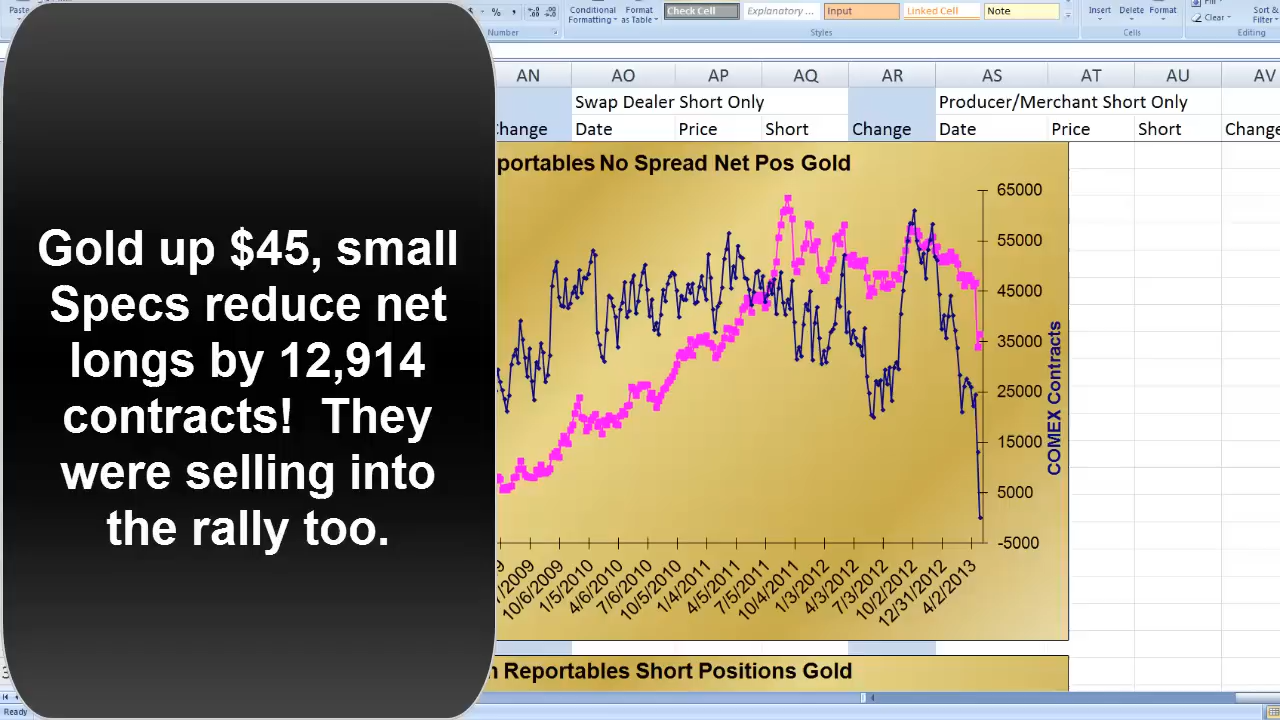 Paste
$ % ,
Conditional
Formatting
Format
as Table
Check Cell
Explanatory ...
Input
Linked Cell
Note
Insert
Delete
Format
Fill
Clear
Sort &
Number
Styles
Cells
Editing
AN AO AP AQ AR AS AT AU AV
Swap Dealer Short Only
Producer/Merchant Short Only
Change Date Price Short Change Date Price Short Change
Gold up $45, small
Specs reduce net
longs by 12,914
contracts! They
were selling into
the rally too.
portables No Spread Net Pos Gold
65000
55000
45000
35000
25000
15000
5000
-5000
COMEX Contracts
/2009
10/6/2009
1/5/2010
4/6/2010
7/6/2010
10/5/2010
1/4/2011
4/5/2011
7/5/2011
10/4/2011
1/3/2012
4/3/2012
7/3/2012
10/2/2012
12/31/2012
4/2/2013
n Reportables Short Positions Gold
Ready